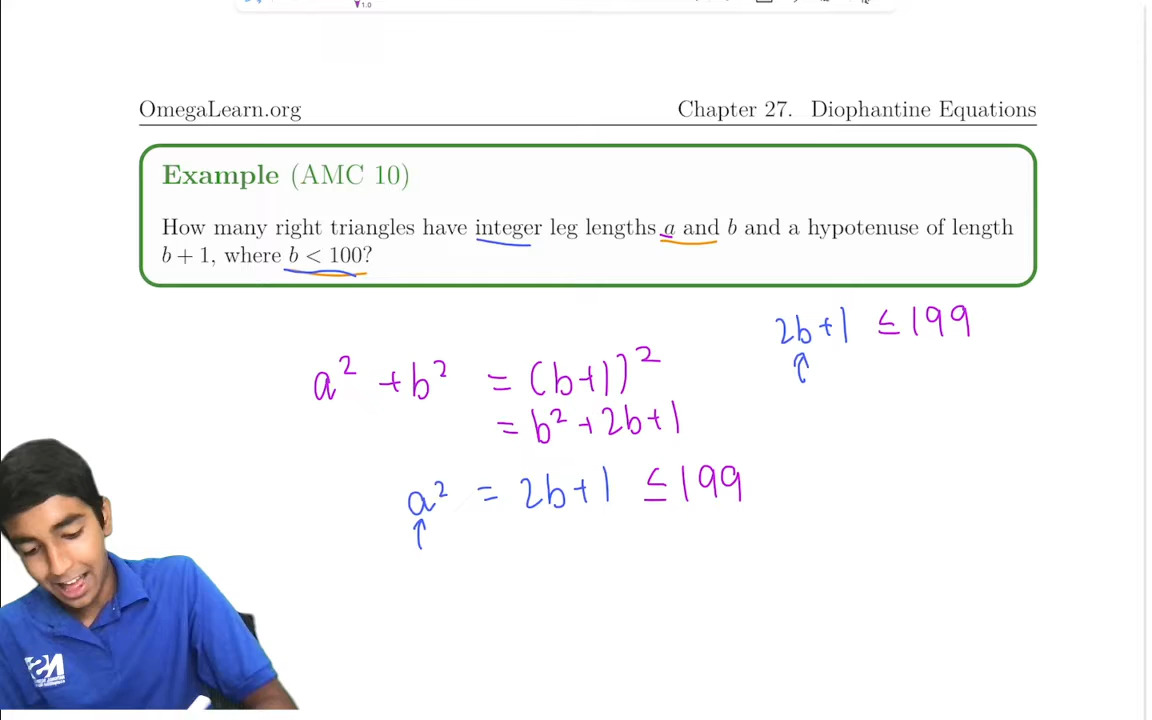 1.0
OmegaLearn.org Chapter 27. Diophantine Equations
Example (AMC 10)
How many right triangles have integer leg lengths a and b and a hypotenuse of length
b + 1, where b < 100?
2b+1 ≤ 199
a² + b² = (b+1))²
= b² + 2b + 1
a² = 2b + 1 ≤ 199